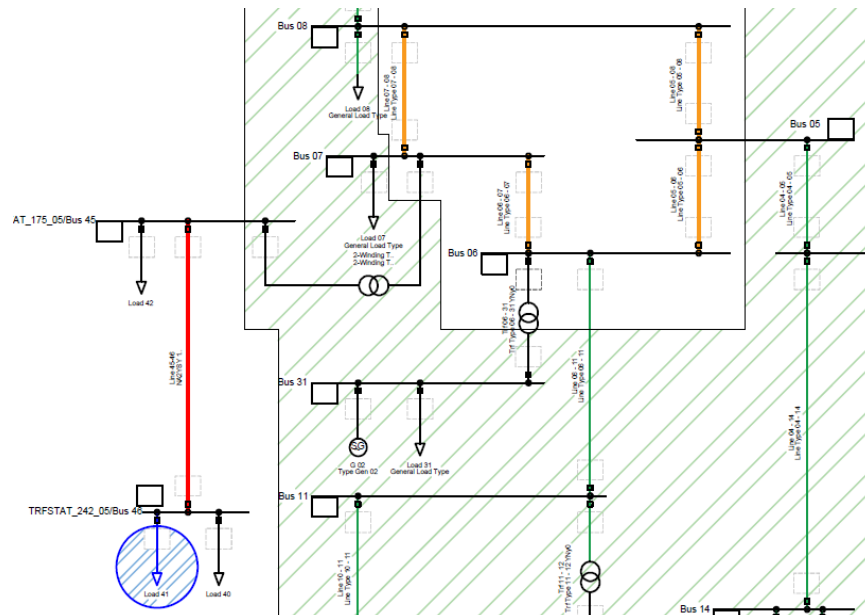 Bus 08
Line 07 - 08
Line Type 07 - 08
Line 05 - 08
Line Type 05 - 08
Load 08
General Load Type
Bus 05
Bus 07
Line 06 - 07
Line Type 06 - 07
Line 05 - 06
Line Type 05 - 06
Line 04 - 05
Line Type 04 - 05
AT_175_05/Bus 45
Load 07
General Load Type
2-Winding T..
2-Winding T..
Bus 06
Load 42
Trf 06 - 31
Trf Type 06 - 31 YNy0
Line 45-46
NA2YSY 1..
Line 06 - 11
Line Type 06 - 11
Bus 31
SG
G 02
Type Gen 02
Load 31
General Load Type
Line 04 - 14
Line Type 04 - 14
Bus 11
TRFSTAT_242_05/Bus 46
Load 41
Load 40
Line 10 - 11
Line Type 10 - 11
Trf 11 - 12
Trf Type 11 - 12 YNy0
Bus 14